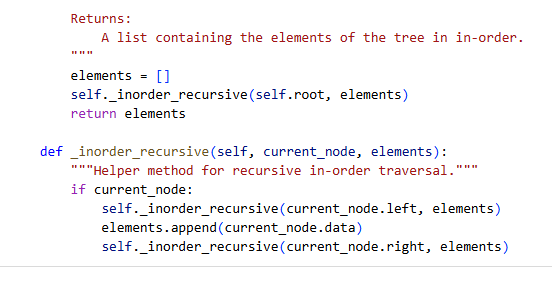 Returns:
A list containing the elements of the tree in in-order.
"""
elements = []
self._inorder_recursive(self.root, elements)
return elements
def _inorder_recursive(self, current_node, elements):
"""Helper method for recursive in-order traversal."""
if current_node:
self._inorder_recursive(current_node.left, elements)
elements.append(current_node.data)
self._inorder_recursive(current_node.right, elements)